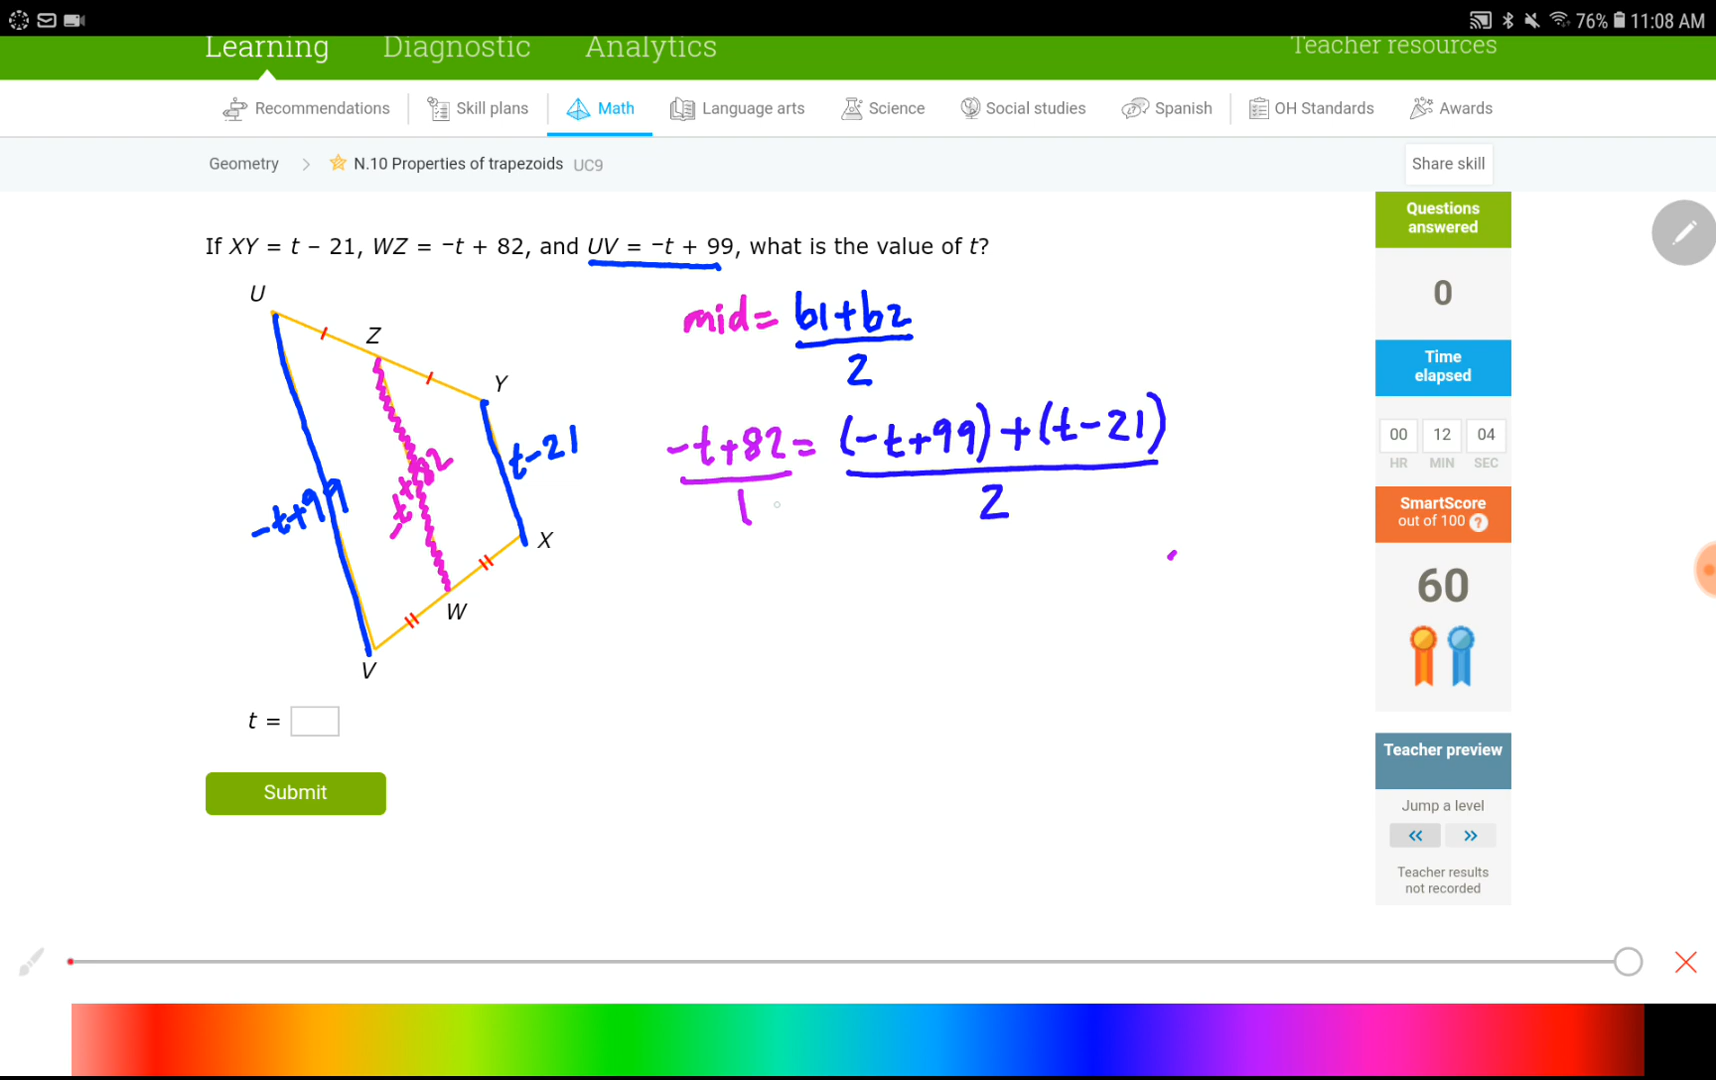 76% 11:08 AM
Learning Diagnostic Analytics Teacher resources
Recommendations Skill plans Math Language arts Science Social studies Spanish OH Standards Awards
Geometry > N.10 Properties of trapezoids UC9
Share skill
If XY = t – 21, WZ = –t + 82, and UV = –t + 99, what is the value of t?
U
Z
Y
X
W
V
-t+99
-t+82
t-21
mid = b1+b2
2
-t+82 = (-t+99)+(t-21)
1 2
t =
Submit
Questions
answered
0
Time
elapsed
00 12 04
HR MIN SEC
SmartScore
out of 100 ?
60
Teacher preview
Jump a level
Teacher results
not recorded